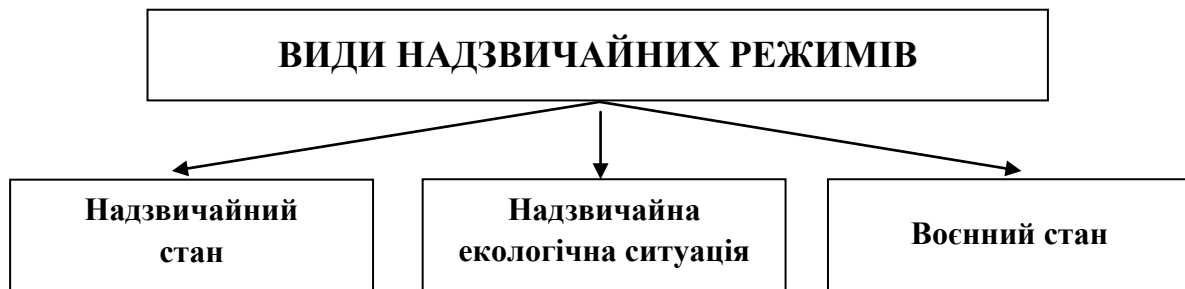 ВИДИ НАДЗВИЧАЙНИХ РЕЖИМІВ
Надзвичайний
стан
Надзвичайна
екологічна ситуація
Воєнний стан